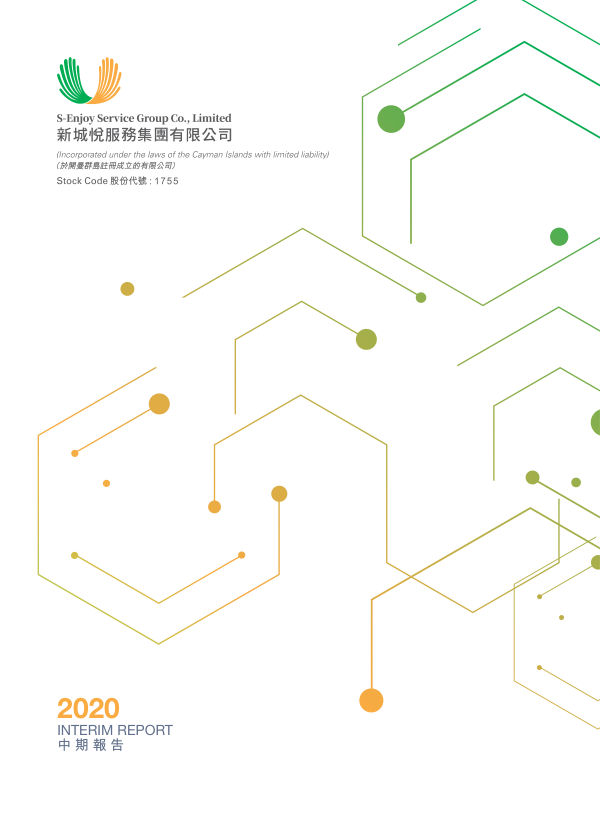 S-Enjoy Service Group Co., Limited
新城悅服務集團有限公司
(Incorporated under the laws of the Cayman Islands with limited liability)
(於開曼群島註冊成立的有限公司)
Stock Code 股份代號 : 1755
2020
INTERIM REPORT
中期報告